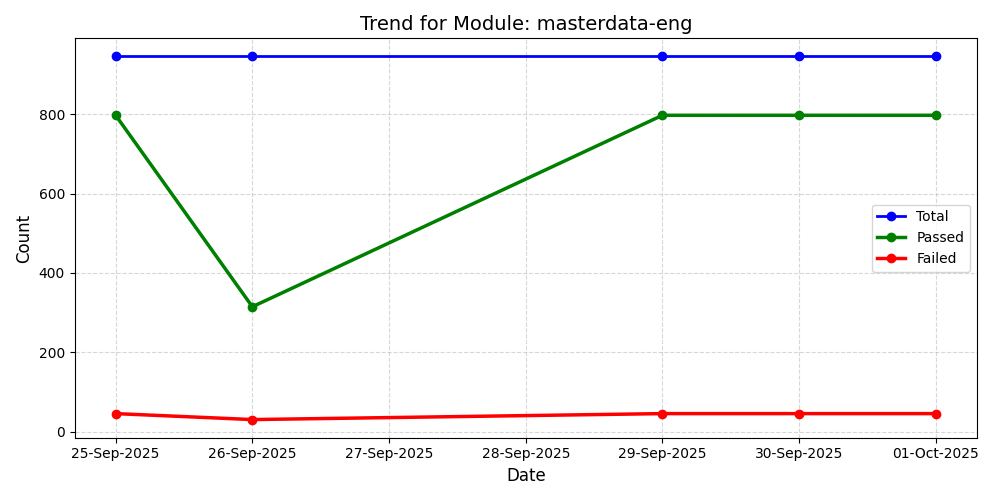 Trend for Module: masterdata-eng
Count
800
600
400
200
0
Total
Passed
Failed
25-Sep-2025 26-Sep-2025 27-Sep-2025 28-Sep-2025 29-Sep-2025 30-Sep-2025 01-Oct-2025
Date